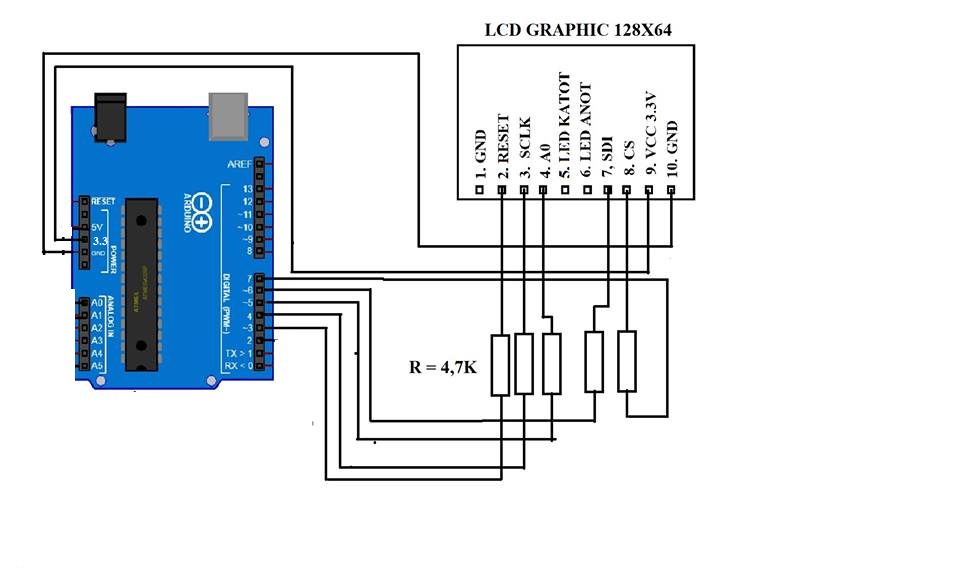 LCD GRAPHIC 128X64
1. GND
2. RESET
3. SCLK
4. A0
5. LED KATOT
6. LED ANOT
7, SDI
8. CS
9. VCC 3.3V
10. GND
AREF
13
12
~11
~10
~9
8
7
~6
~5
4
~3
2
TX > 1
RX < 0
DIGITAL (PWM~)
ARDUINO
RESET
5V
3.3
GND
POWER
A0
A1
A2
A3
A4
A5
ANALOG IN
ATMEL
R = 4,7K